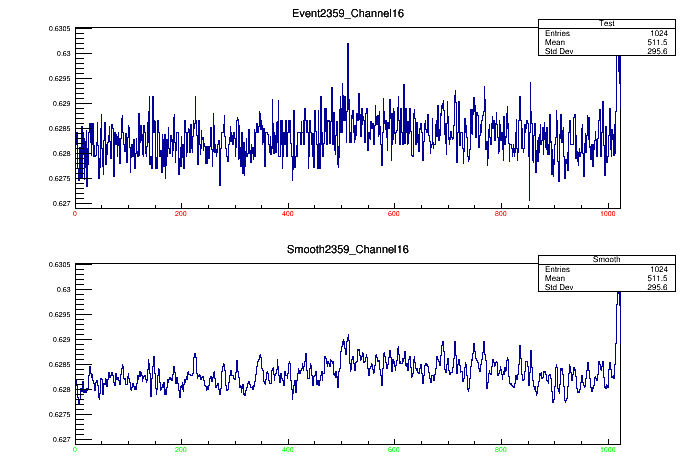 Event2359_Channel16
Test
Entries 1024
Mean 511.5
Std Dev 295.6
0.6305
0.63
0.6295
0.629
0.6285
0.628
0.6275
0.627
0 200 400 600 800 1000
Smooth2359_Channel16
Smooth
Entries 1024
Mean 511.5
Std Dev 295.6
0.6305
0.63
0.6295
0.629
0.6285
0.628
0.6275
0.627
0 200 400 600 800 1000